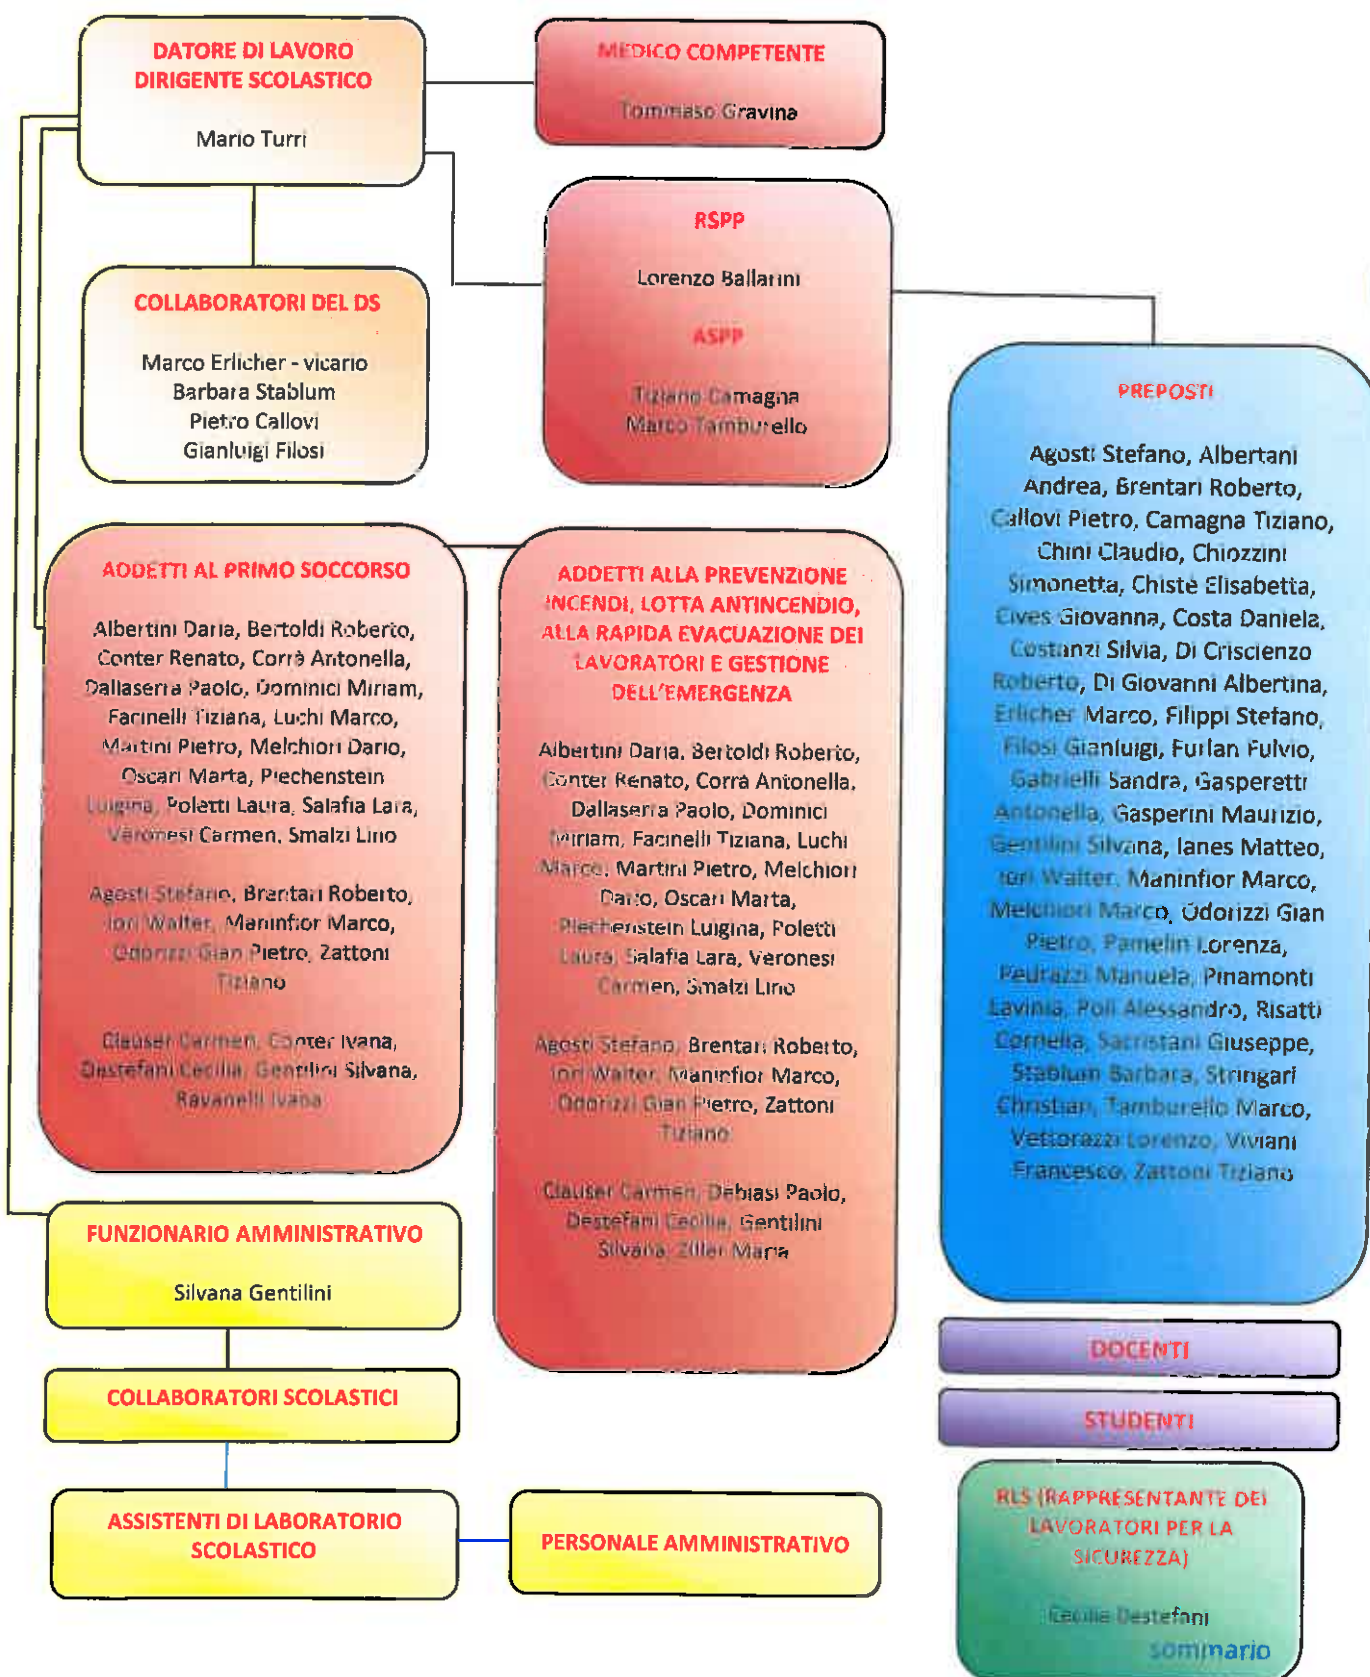 DATORE DI LAVORO
DIRIGENTE SCOLASTICO
Mario Turri
MEDICO COMPETENTE
Tommaso Gravina
RSPP
Lorenzo Ballarini
ASPP
Tiziano Camagna
Marco Tamburello
COLLABORATORI DEL DS
Marco Erlicher - vicario
Barbara Stablum
Pietro Callovi
Gianluigi Filosi
PREPOSTI
Agosti Stefano, Albertani
Andrea, Brentari Roberto,
Callovi Pietro, Camagna Tiziano,
Chini Claudio, Chiozzini
Simonetta, Chistè Elisabetta,
Cives Giovanna, Costa Daniela,
Costanzi Silvia, Di Criscienzo
Roberto, Di Giovanni Albertina,
Erlicher Marco, Filippi Stefano,
Filosi Gianluigi, Furlan Fulvio,
Gabrielli Sandra, Gasperetti
Antonella, Gasperini Maurizio,
Gentilini Silvana, Ianes Matteo,
Iori Walter, Maninfior Marco,
Melchiori Marco, Odorizzi Gian
Pietro, Pamelin Lorenza,
Pedrazzi Manuela, Pinamonti
Lavinia, Poli Alessandro, Risatti
Cornelia, Sacristani Giuseppe,
Stablum Barbara, Stringari
Christian, Tamburello Marco,
Vettorazzi Lorenzo, Viviani
Francesco, Zattoni Tiziano
ADDETTI AL PRIMO SOCCORSO
Albertini Daria, Bertoldi Roberto,
Conter Renato, Corrà Antonella,
Dallaserra Paolo, Dominici Miriam,
Facinelli Tiziana, Luchi Marco,
Martini Pietro, Melchiori Dario,
Oscari Marta, Piechenstein
Luigina, Poletti Laura, Salafia Lara,
Veronesi Carmen, Smalzi Lino
Agosti Stefano, Brentari Roberto,
Iori Walter, Maninfior Marco,
Odorizzi Gian Pietro, Zattoni
Tiziano
Clauser Carmen, Conter Ivana,
Destefani Cecilia, Gentilini Silvana,
Ravanelli Ivana
ADDETTI ALLA PREVENZIONE
INCENDI, LOTTA ANTINCENDIO,
ALLA RAPIDA EVACUAZIONE DEI
LAVORATORI E GESTIONE
DELL'EMERGENZA
Albertini Daria, Bertoldi Roberto,
Conter Renato, Corrà Antonella,
Dallaserra Paolo, Dominici
Miriam, Facinelli Tiziana, Luchi
Marco, Martini Pietro, Melchiori
Dario, Oscari Marta,
Piechenstein Luigina, Poletti
Laura, Salafia Lara, Veronesi
Carmen, Smalzi Lino
Agosti Stefano, Brentari Roberto,
Iori Walter, Maninfior Marco,
Odorizzi Gian Pietro, Zattoni
Tiziano
Clauser Carmen, Debiasi Paolo,
Destefani Cecilia, Gentilini
Silvana, Ziller Maria
FUNZIONARIO AMMINISTRATIVO
Silvana Gentilini
COLLABORATORI SCOLASTICI
ASSISTENTI DI LABORATORIO
SCOLASTICO
PERSONALE AMMINISTRATIVO
DOCENTI
STUDENTI
RLS (RAPPRESENTANTE DEI
LAVORATORI PER LA
SICUREZZA)
Cecilia Destefani
sommario